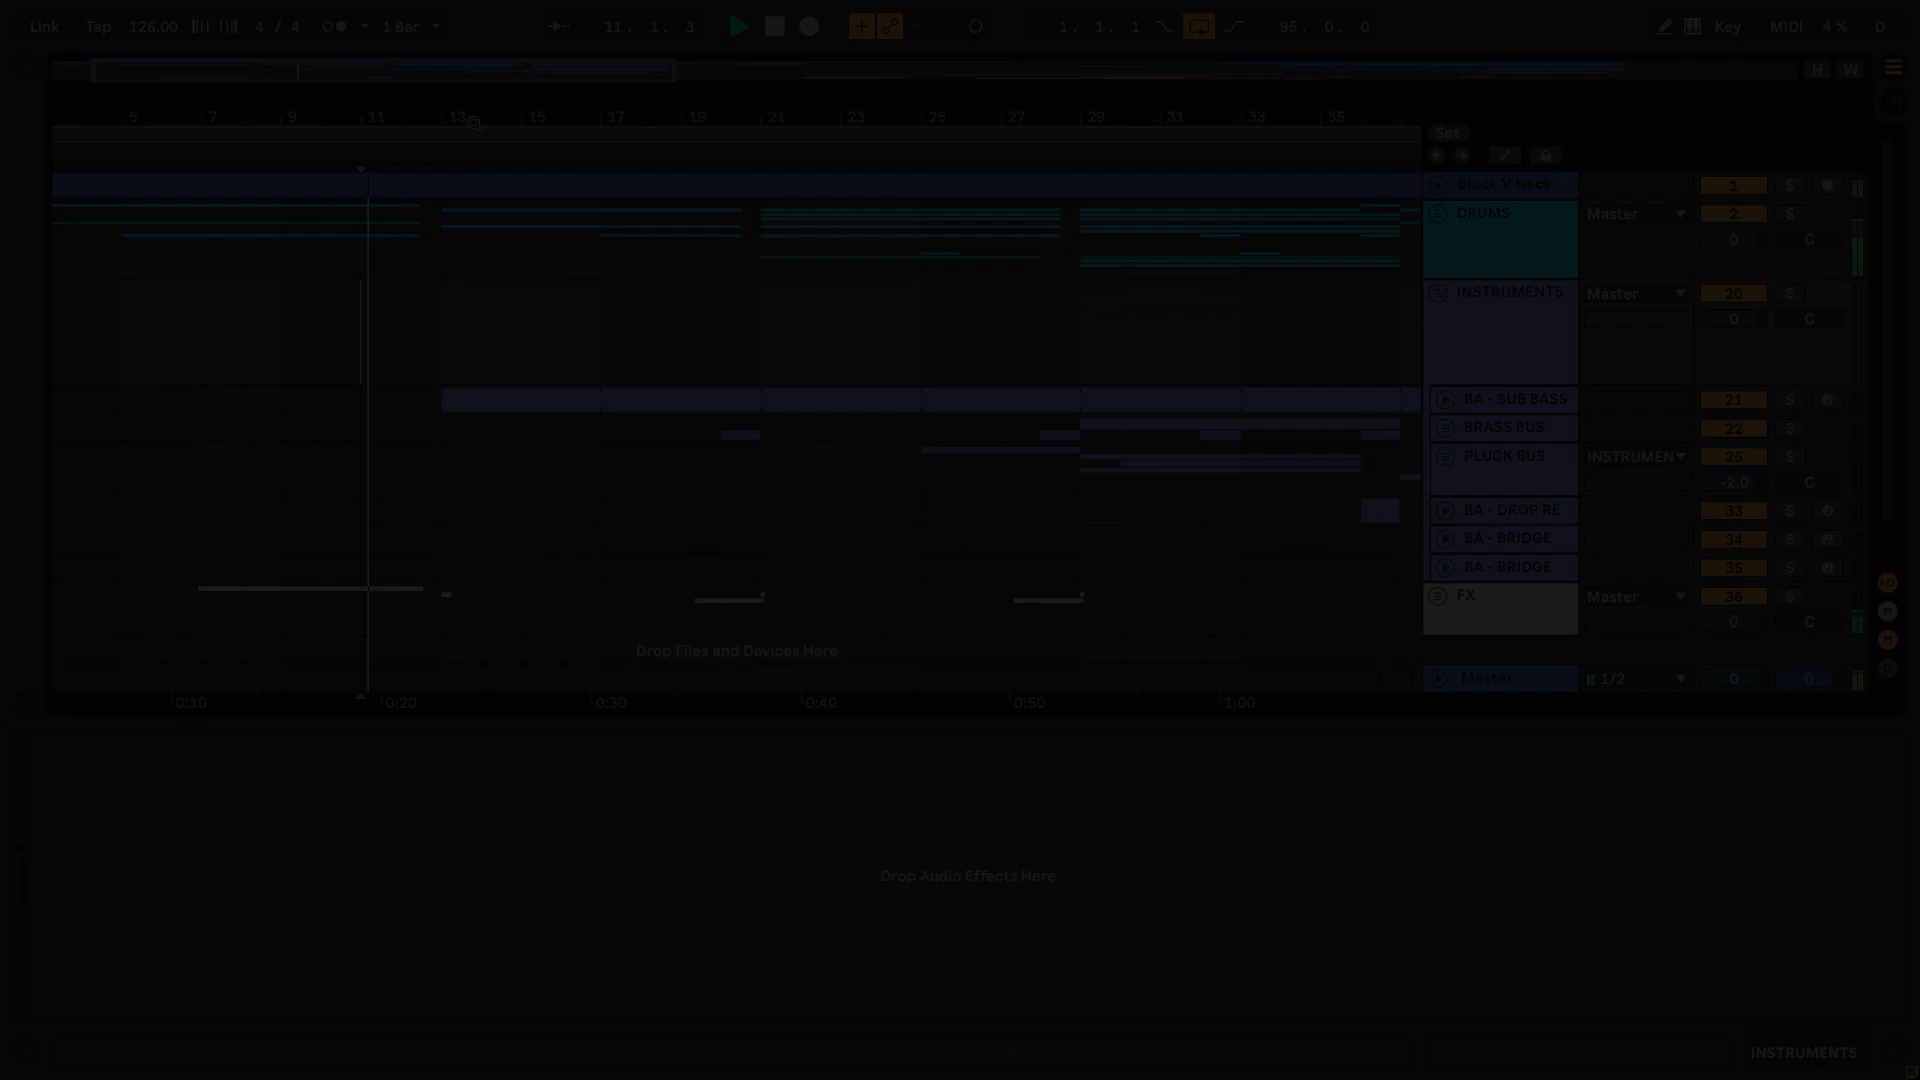 Link Tap 126.00 4 / 4 1 Bar 11. 1. 3 1. 1. 1 95. 0. 0 Key MIDI 4 % D
H W
5 7 9 11 13 15 17 19 21 23 25 27 29 31 33 35
Set
... Black V Neck - 1 S
DRUMS Master 2 S
0 C
INSTRUMENTS Master 20 S
0 C
BA - SUB BASS 21 S
BRASS BUS 22 S
PLUCK BUS INSTRUMEN 25 S
-2.0 C
BA - DROP RE 33 S
BA - BRIDGE 34 S
BA - BRIDGE 35 S
FX Master 36 S
0 C
Drop Files and Devices Here
Master 1/2 0 0
0:10 0:20 0:30 0:40 0:50 1:00
Drop Audio Effects Here
INSTRUMENTS